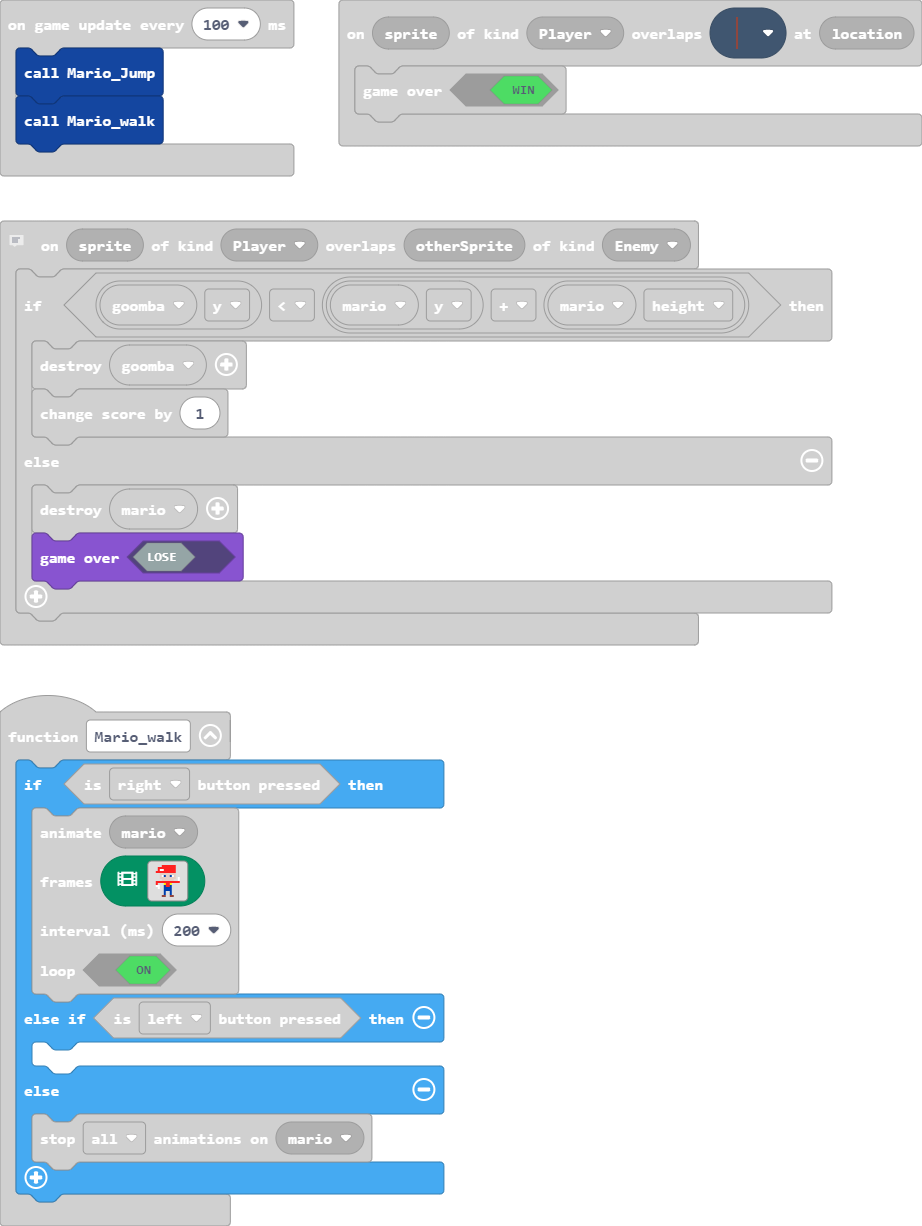 on game update every 100 ms
call Mario_Jump
call Mario_walk
on sprite of kind Player overlaps at location
game over WIN
on sprite of kind Player overlaps otherSprite of kind Enemy
if goomba y < mario y + mario height then
destroy goomba
change score by 1
else
destroy mario
game over LOSE
function Mario_walk
if is right button pressed then
animate mario
frames
interval (ms) 200
loop ON
else if is left button pressed then
else
stop all animations on mario